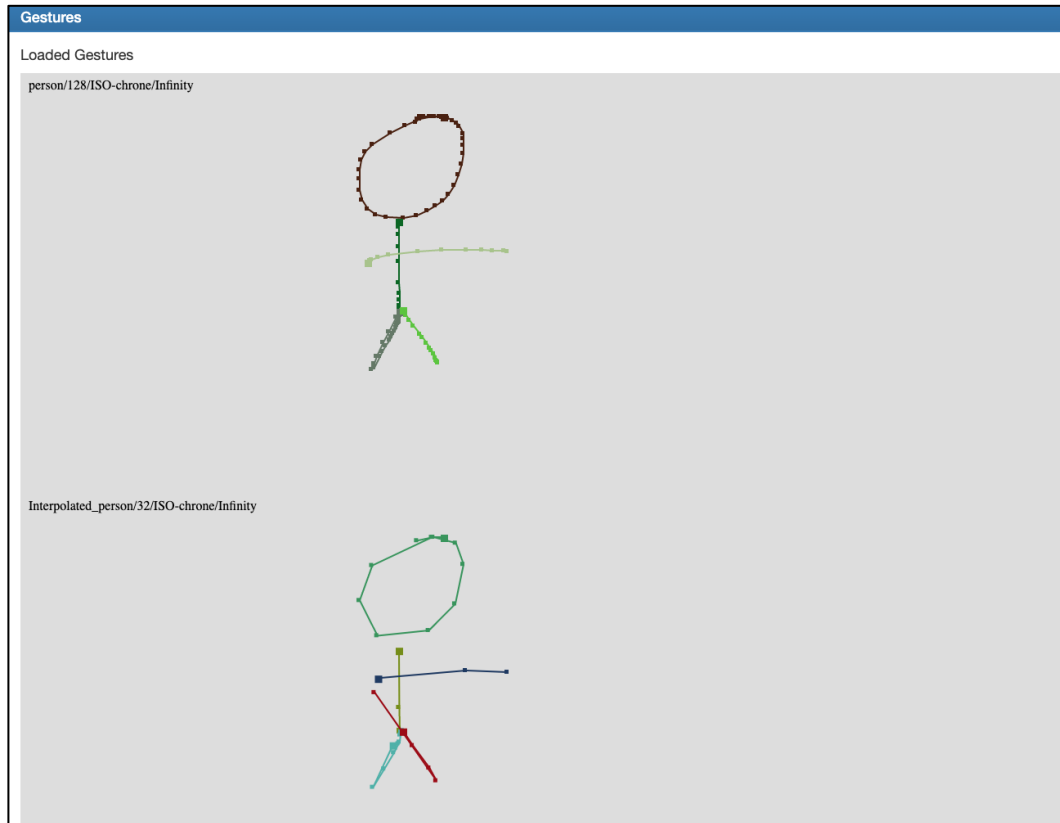 Gestures
Loaded Gestures
person/128/ISO-chrone/Infinity
Interpolated_person/32/ISO-chrone/Infinity